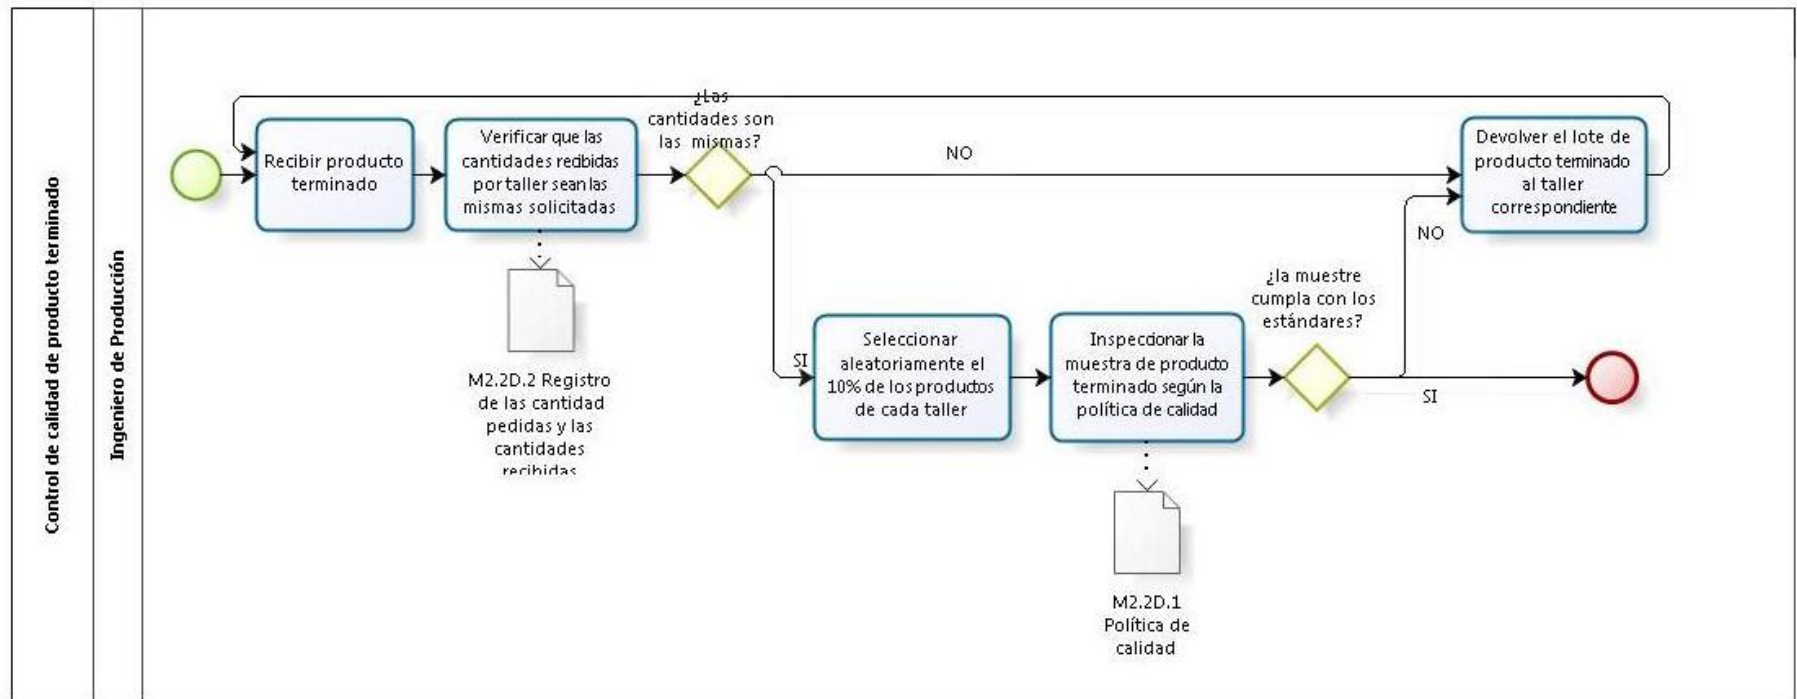 Control de calidad de producto terminado
Ingeniero de Producción
Recibir producto
terminado
Verificar que las
cantidades recibidas
por taller sean las
mismas solicitadas
¿Las
cantidades son
las mismas?
NO
Devolver el lote de
producto terminado
al taller
correspondiente
NO
M2.2D.2 Registro
de las cantidad
pedidas y las
cantidades
recibidas
SI
Seleccionar
aleatoriamente el
10% de los productos
de cada taller
Inspeccionar la
muestra de producto
terminado según la
política de calidad
¿la muestre
cumpla con los
estándares?
SI
M2.2D.1
Política de
calidad